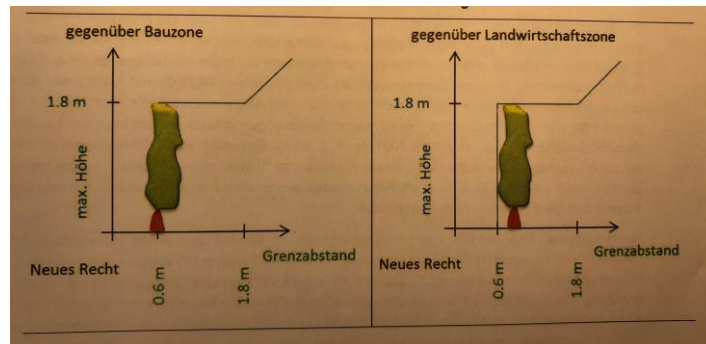 gegenüber Bauzone
1.8 m
max. Höhe
Grenzabstand
Neues Recht
0.6 m
1.8 m
gegenüber Landwirtschaftszone
1.8 m
max. Höhe
Grenzabstand
Neues Recht
0.6 m
1.8 m